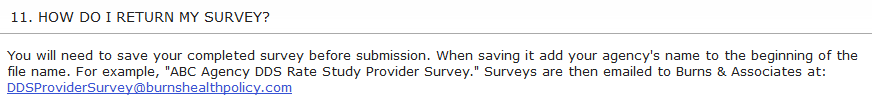 11. HOW DO I RETURN MY SURVEY?
You will need to save your completed survey before submission. When saving it add your agency's name to the beginning of the
file name. For example, "ABC Agency DDS Rate Study Provider Survey." Surveys are then emailed to Burns & Associates at:
DDSProviderSurvey@burnshealthpolicy.com